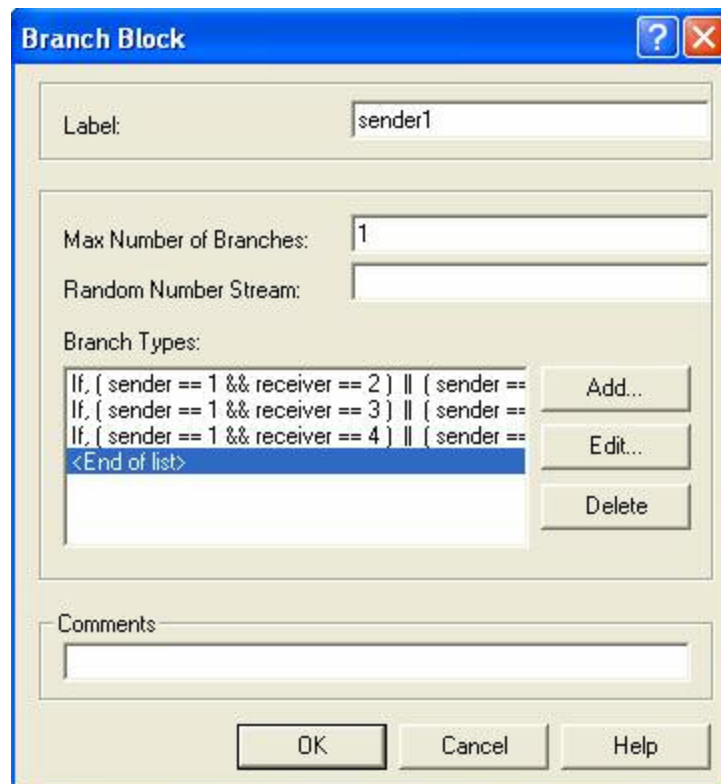 Branch Block
Label: sender1
Max Number of Branches: 1
Random Number Stream:
Branch Types:
If, ( sender == 1 && receiver == 2 ) || ( sender ==
If, ( sender == 1 && receiver == 3 ) || ( sender ==
If, ( sender == 1 && receiver == 4 ) || ( sender ==
<End of list>
Add...
Edit...
Delete
Comments
OK Cancel Help